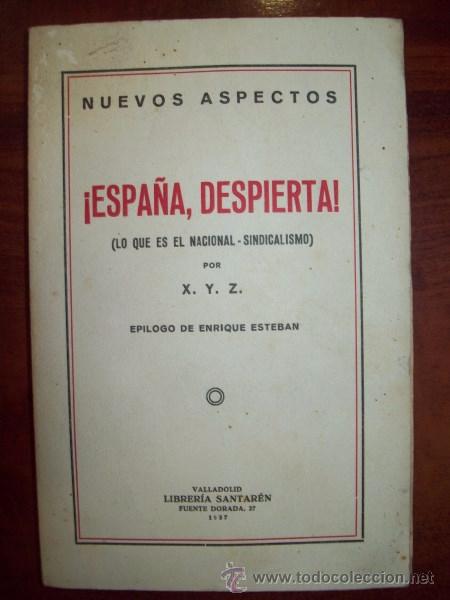 NUEVOS ASPECTOS
¡ESPAÑA, DESPIERTA!
(LO QUE ES EL NACIONAL - SINDICALISMO)
POR
X. Y. Z.
EPILOGO DE ENRIQUE ESTEBAN
VALLADOLID
LIBRERÍA SANTARÉN
FUENTE DORADA, 27
1937
www.todocoleccion.net